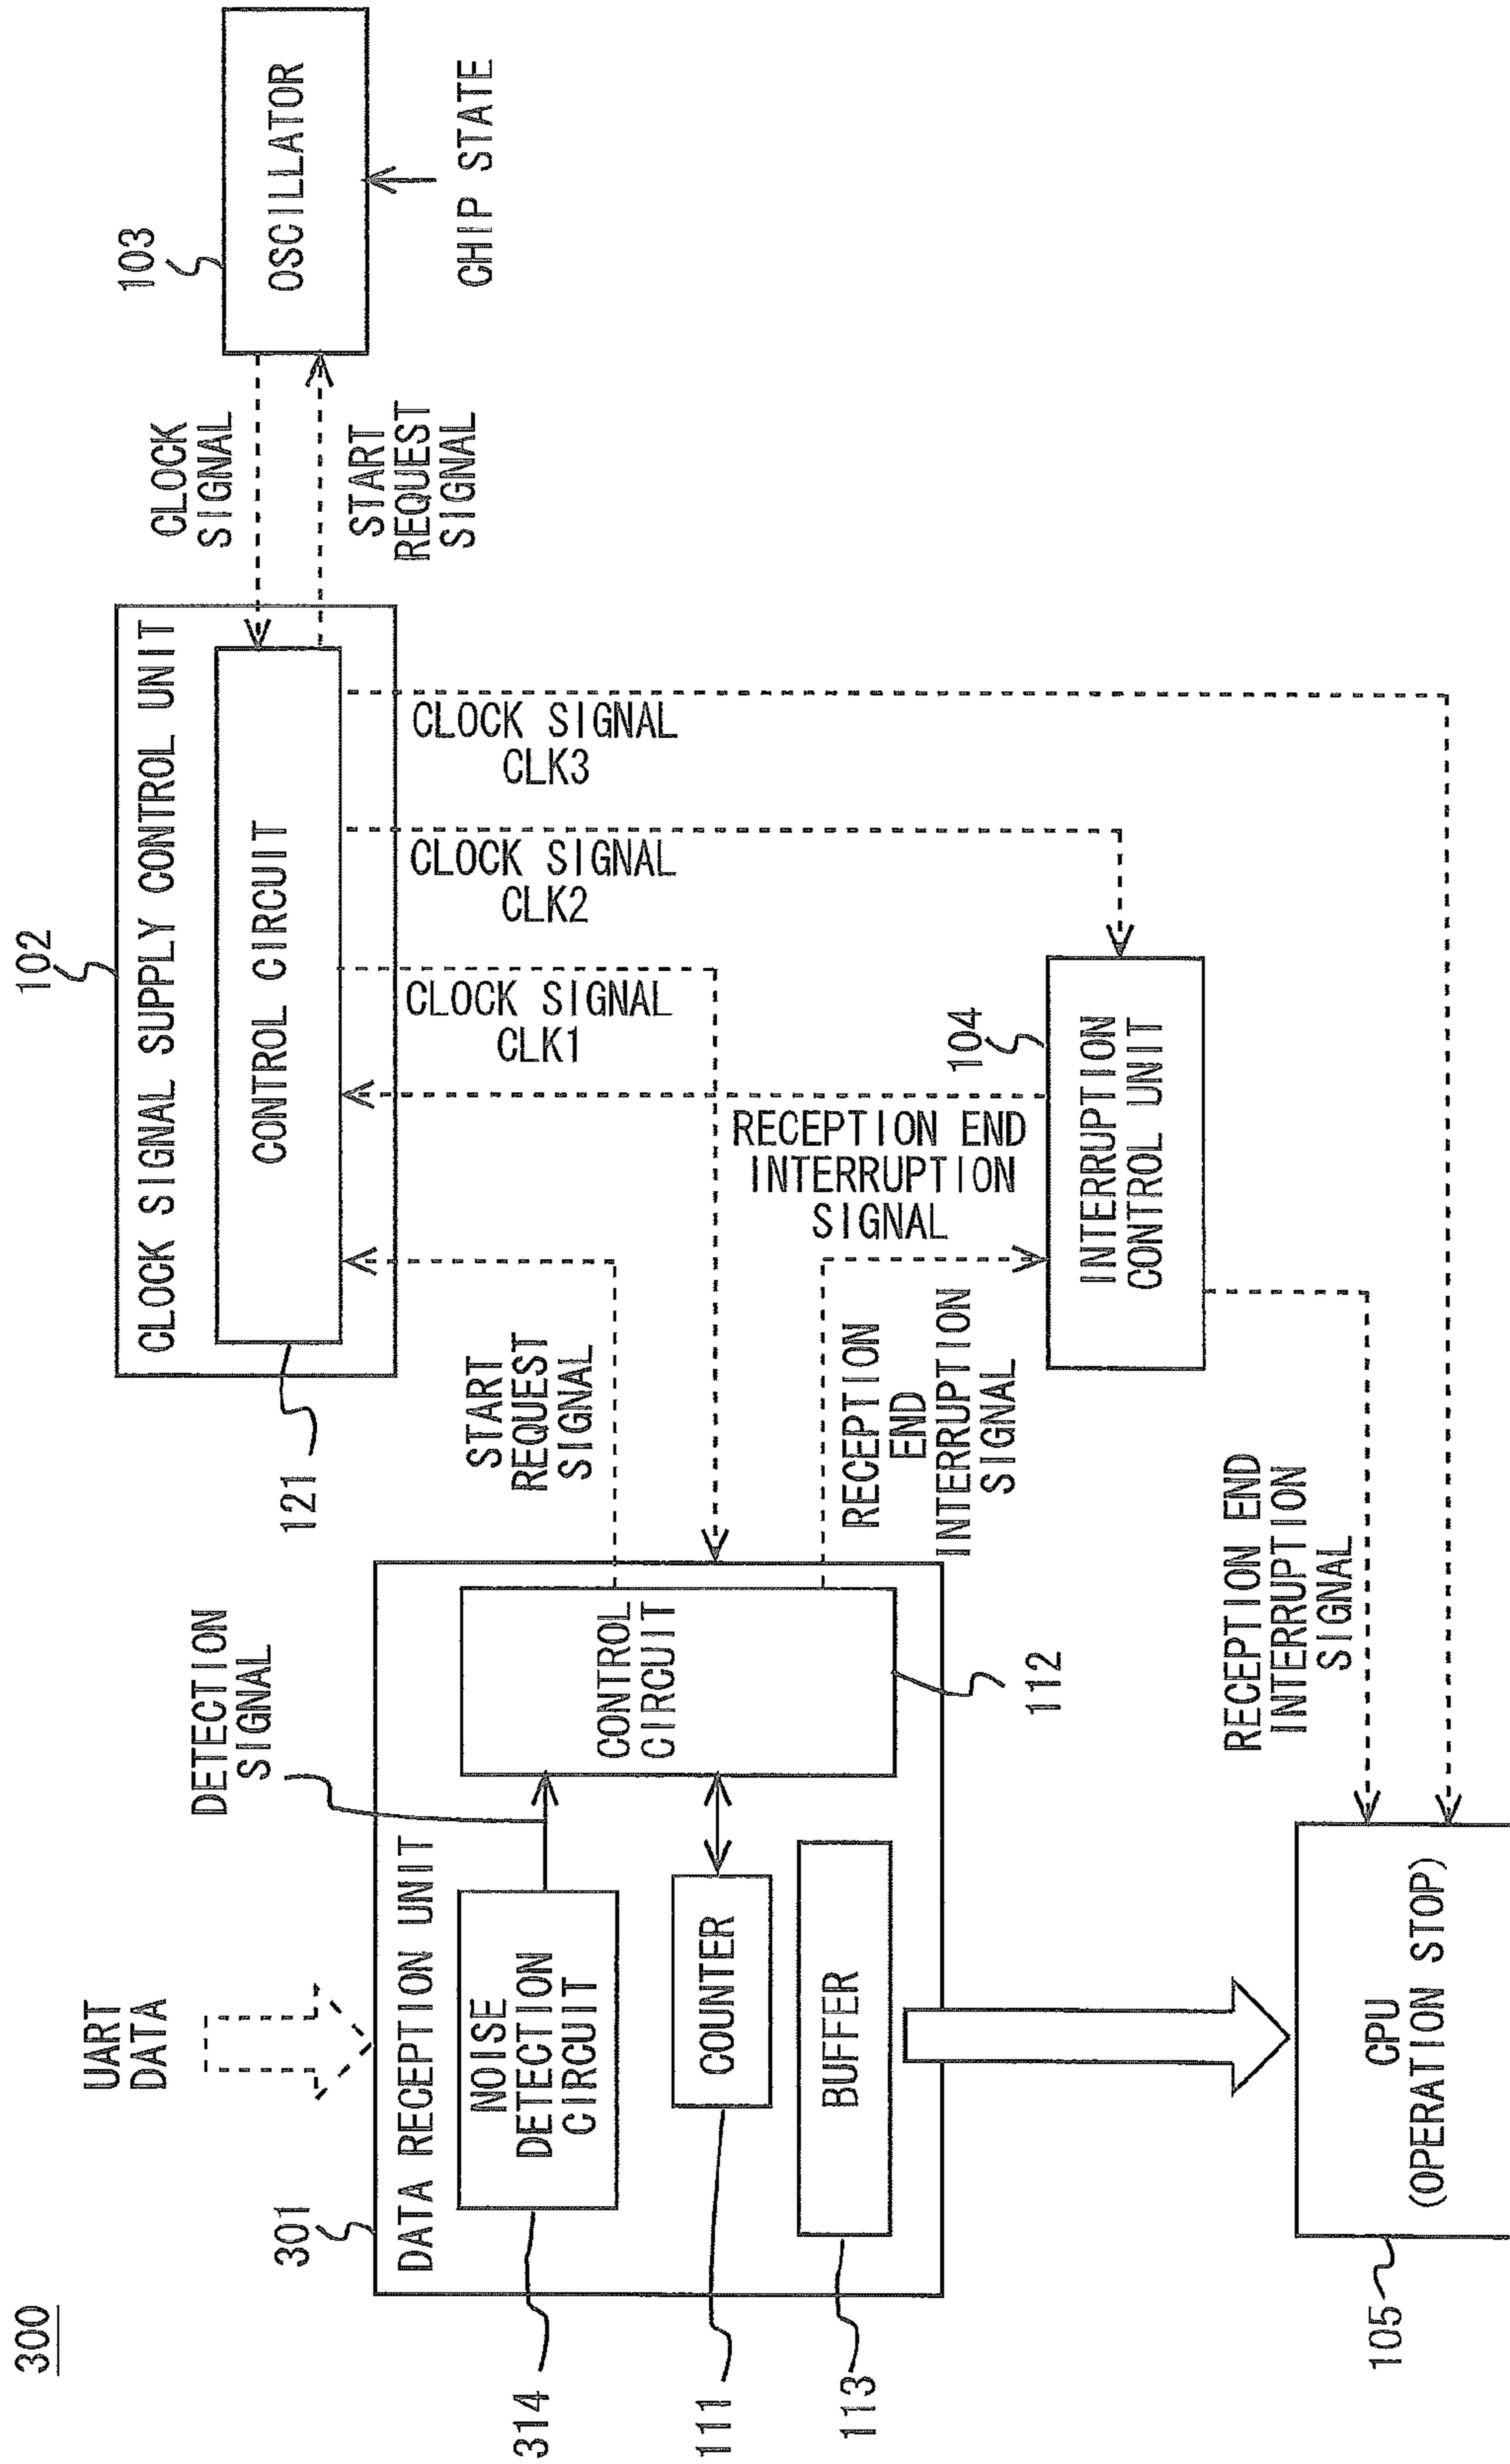 300
UART
DATA
301
DATA RECEPTION UNIT
314
NOISE
DETECTION
CIRCUIT
DETECTION
SIGNAL
111
COUNTER
113
BUFFER
CONTROL
CIRCUIT
112
START
REQUEST
SIGNAL
RECEPTION
END
INTERRUPTION
SIGNAL
102
CLOCK SIGNAL SUPPLY CONTROL UNIT
CONTROL CIRCUIT
121
CLOCK SIGNAL
CLK1
CLOCK SIGNAL
CLK2
CLOCK SIGNAL
CLK3
RECEPTION END
INTERRUPTION
SIGNAL
104
INTERRUPTION
CONTROL UNIT
CLOCK
SIGNAL
START
REQUEST
SIGNAL
103
OSCILLATOR
CHIP STATE
RECEPTION END
INTERRUPTION
SIGNAL
105
CPU
(OPERATION STOP)